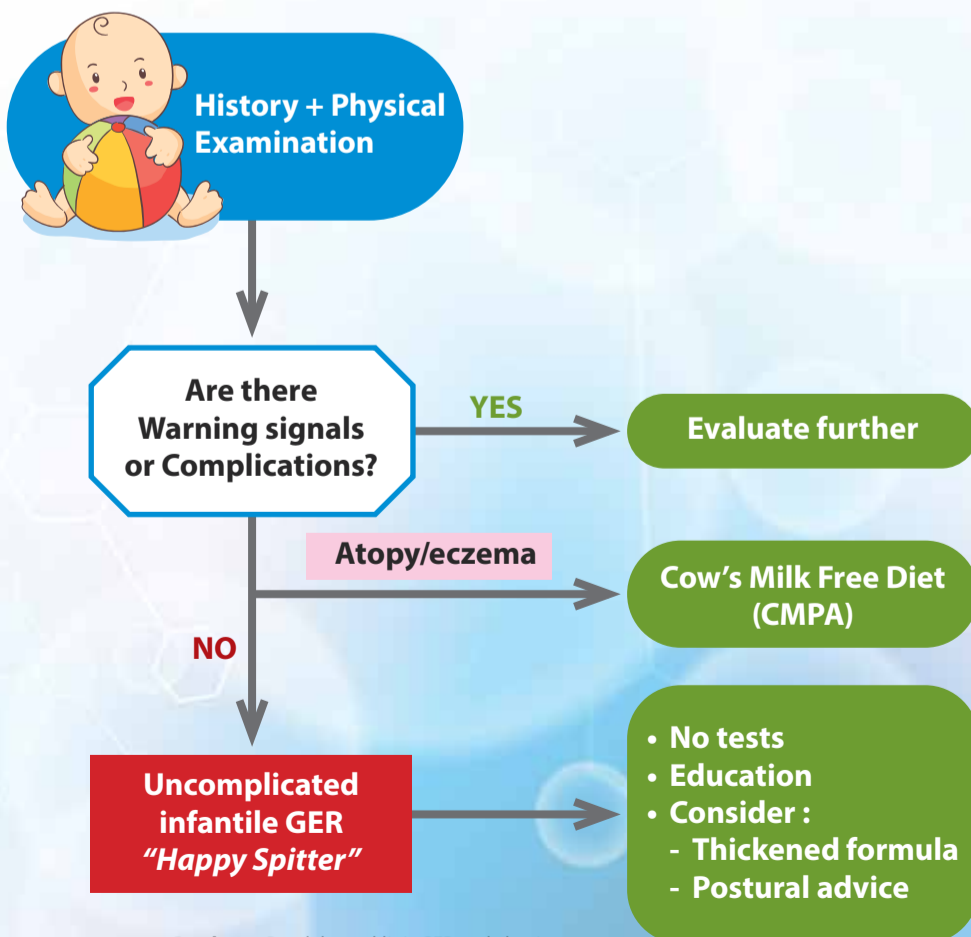 History + Physical
Examination
Are there
Warning signals
or Complications?
YES
Evaluate further
Atopy/eczema
Cow's Milk Free Diet
(CMPA)
NO
Uncomplicated
infantile GER
“Happy Spitter”
• No tests
• Education
• Consider :
- Thickened formula
- Postural advice